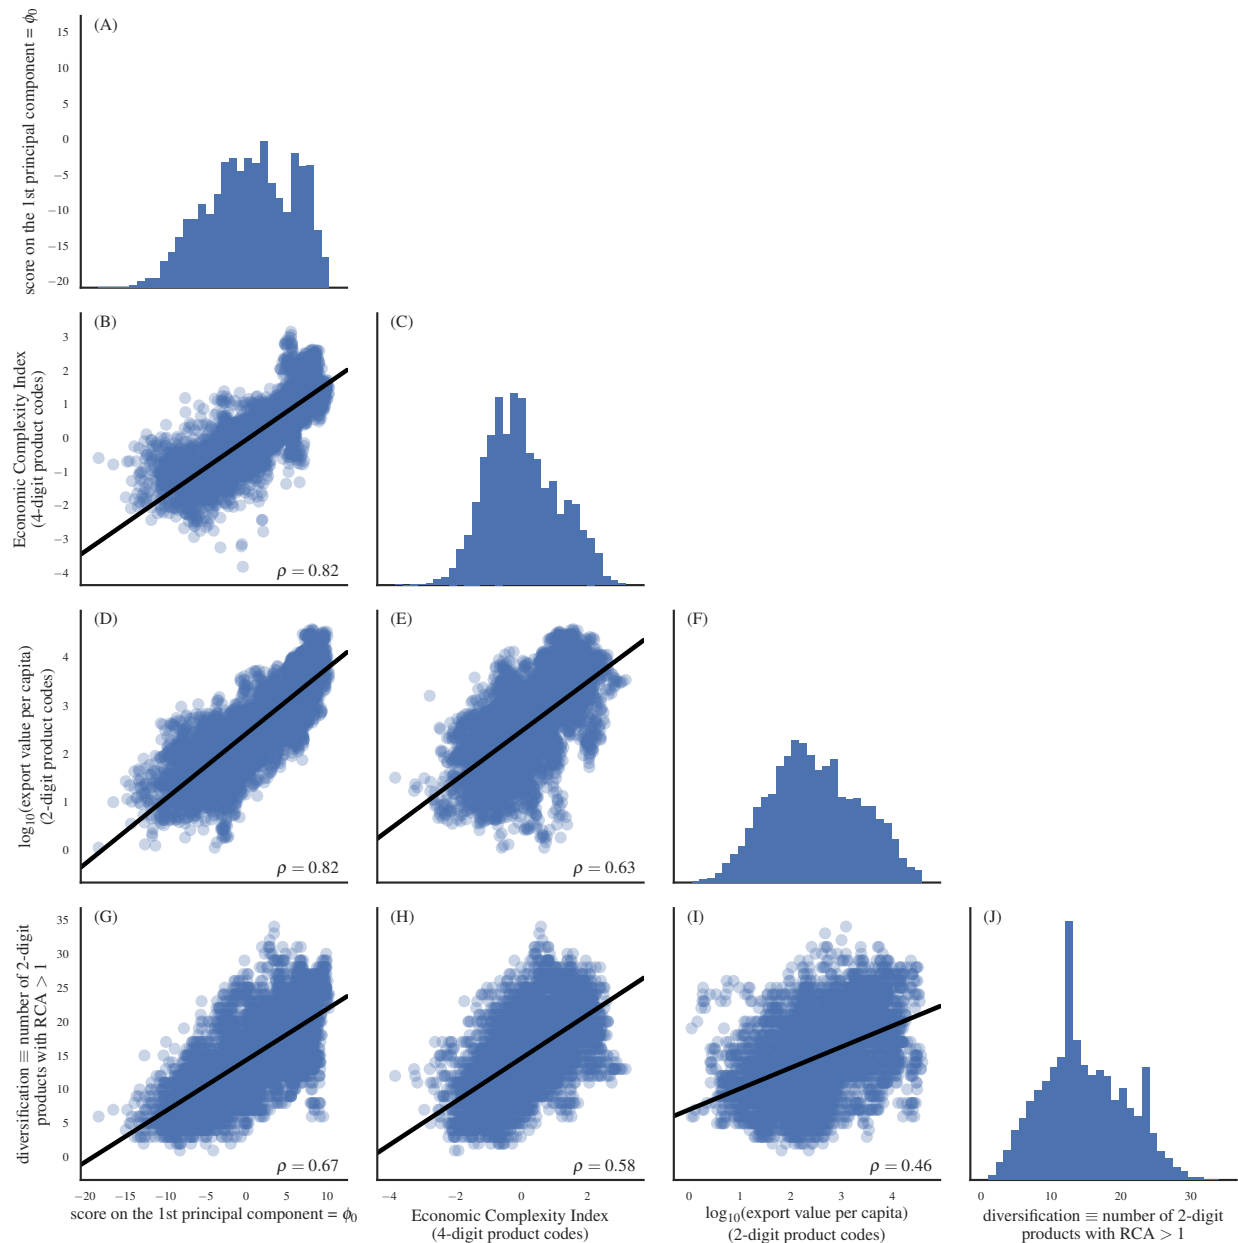 (A)
score on the 1st principal component = ϕ₀
15
10
5
0
−5
−10
−15
−20
(B)
Economic Complexity Index
(4-digit product codes)
3
2
1
0
−1
−2
−3
−4
ρ = 0.82
(C)
(D)
log₁₀(export value per capita)
(2-digit product codes)
4
3
2
1
0
ρ = 0.82
(E)
ρ = 0.63
(F)
(G)
diversification ≡ number of 2-digit
products with RCA > 1
35
30
25
20
15
10
5
0
ρ = 0.67
(H)
ρ = 0.58
(I)
ρ = 0.46
(J)
−20 −15 −10 −5 0 5 10
score on the 1st principal component = ϕ₀
−4 −2 0 2
Economic Complexity Index
(4-digit product codes)
0 1 2 3 4
log₁₀(export value per capita)
(2-digit product codes)
0 10 20 30
diversification ≡ number of 2-digit
products with RCA > 1